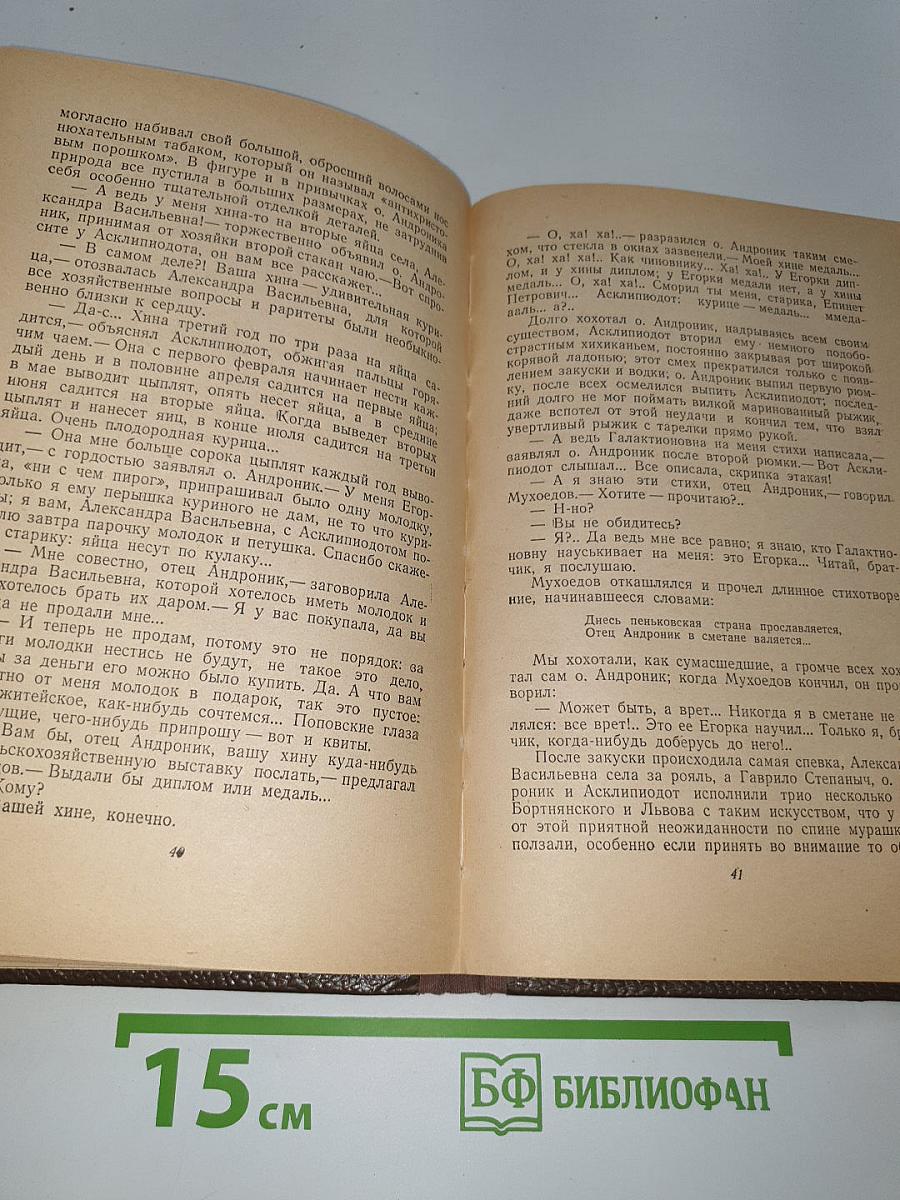 могласно набивал свой большой, обросший волосами нос
нюхательным табаком, который он называл «антихристо-
вым порошком». В фигуре и в привычках о. Андроника
природа все пустила в больших размерах, не затруднив
себя особенно тщательной отделкой деталей.
— А ведь у меня хина-то на вторые яйца села, Але-
ксандра Васильевна!— торжественно объявил о. Андро-
ник, принимая от хозяйки второй стакан чаю.— Вот спро-
сите у Асклипиодота, он вам все расскажет...
— В самом деле?! Ваша хина — удивительная кури-
ца,— отозвалась Александра Васильевна, для которой
все хозяйственные вопросы и раритеты были необыкно-
венно близки к сердцу.
— Да-с... Хина третий год по три раза на яйца са-
дится,— объяснял Асклипиодот, обжигая пальцы горя-
чим чаем.— Она с первого февраля начинает нести каж-
дый день и в половине апреля садится на первые яйца;
в мае выводит цыплят, опять несет яйца, а в средине
июня садится на вторые яйца. Когда выведет вторых
цыплят и нанесет яиц, в конце июля садится на третьи
яйца. Очень плодородная курица...
— Она мне больше сорока цыплят каждый год выво-
дит,— с гордостью заявлял о. Андроник.— У меня Егор-
а, «ни с чем пирог», припрашивал было одну молодку,
олько я ему перышка куриного не дам, не то что кури-
ы; я вам, Александра Васильевна, с Асклипиодотом по-
лю завтра парочку молодок и петушка. Спасибо скаже-
старику: яйца несут по кулаку...
— Мне совестно, отец Андроник,— заговорила Але-
андра Васильевна, которой хотелось иметь молодок и
хотелось брать их даром.— Я у вас покупала, да вы
да не продали мне...
— И теперь не продам, потому это не порядок: за
ги молодки нестись не будут, не такое это дело,
ы за деньги его можно было купить. Да. А что вам
тно от меня молодок в подарок, так это пустое:
житейское, как-нибудь сочтемся... Поповские глаза
ущие, чего-нибудь припрошу — вот и квиты.
Вам бы, отец Андроник, вашу хину куда-нибудь
льскохозяйственную выставку послать,— предлагал
дов.— Выдали бы диплом или медаль...
Кому?
Вашей хине, конечно.
40
— О, ха! ха!..— разразился о. Андроник таким сме-
хом, что стекла в окнах зазвенели.— Моей хине медаль...
О, ха! ха!.. Как чиновнику... Ха! ха!.. У Егорки дип-
лом, и у хины диплом; у Егорки медали нет, а у хины
медаль... О, ха! ха!.. Сморил ты меня, старика, Епинет
Петрович... Асклипиодот: курице — медаль... ммеда-
ааль... а?..
Долго хохотал о. Андроник, надрываясь всем своим
существом, Асклипиодот вторил ему немного подобо-
страстным хихиканьем, постоянно закрывая рот широкой
корявой ладонью; этот смех прекратился только с появ-
лением закуски и водки; о. Андроник выпил первую рюм-
ку, после всех осмелился выпить Асклипиодот; послед-
ний долго не мог поймать вилкой маринованный рыжик,
даже вспотел от этой неудачи и кончил тем, что взял
увертливый рыжик с тарелки прямо рукой.
— А ведь Галактионовна на меня стихи написала,—
заявлял о. Андроник после второй рюмки.— Вот Аскли-
пиодот слышал... Все описала, скрипка этакая!
— А я знаю эти стихи, отец Андроник,— говорил
Мухоедов.— Хотите — прочитаю?..
— Н-но?
— Вы не обидитесь?
— Я?.. Да ведь мне все равно; я знаю, кто Галактио-
новну науськивает на меня: это Егорка... Читай, брат-
чик, я послушаю.
Мухоедов откашлялся и прочел длинное стихотворе
ние, начинавшееся словами:
Днесь пеньковская страна прославляется,
Отец Андроник в сметане валяется...
Мы хохотали, как сумасшедшие, а громче всех хох
тал сам о. Андроник; когда Мухоедов кончил, он про
ворил:
— Может быть, а врет... Никогда я в сметане не
лялся: все врет!.. Это ее Егорка научил... Только я, бр
чик, когда-нибудь доберусь до него!..
После закуски происходила самая спевка, Алексан
Васильевна села за рояль, а Гаврило Степаныч, о.
роник и Асклипиодот исполнили трио несколько
Бортнянского и Львова с таким искусством, что у
от этой приятной неожиданности по спине мурашк
ползали, особенно если принять во внимание то об
41
15 см
БФ БИБЛИОФАН